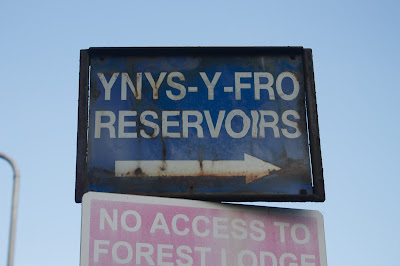 YNYS-Y-FRO
RESERVOIRS
NO ACCESS TO
FOREST LODGE